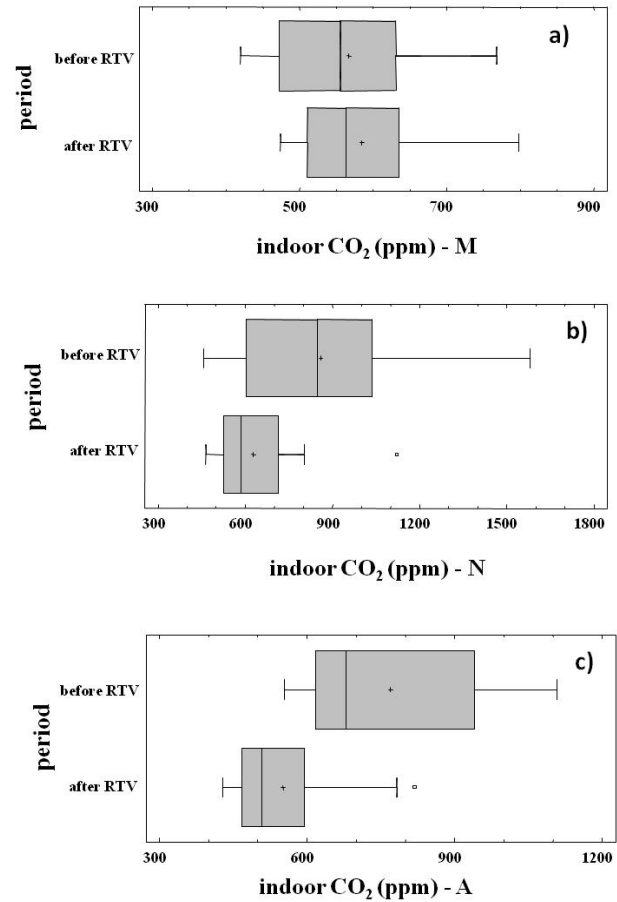 a)
before RTV
period
after RTV
300 500 700 900
indoor CO₂ (ppm) - M
b)
before RTV
period
after RTV
300 600 900 1200 1500 1800
indoor CO₂ (ppm) - N
c)
before RTV
period
after RTV
300 600 900 1200
indoor CO₂ (ppm) - A